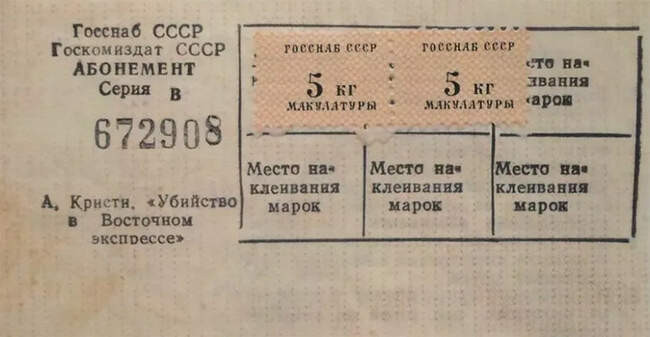 Госснаб СССР
Госкомиздат СССР
АБОНЕМЕНТ
Серия В
672908
А. Кристи. «Убийство
в Восточном
экспрессе»
ГОССНАБ СССР
5 КГ
МАКУЛАТУРЫ
ГОССНАБ СССР
5 КГ
МАКУЛАТУРЫ
на-
клеивания
марок
Место на-
клеивания
марок
Место на-
клеивания
марок
Место на-
клеивания
марок